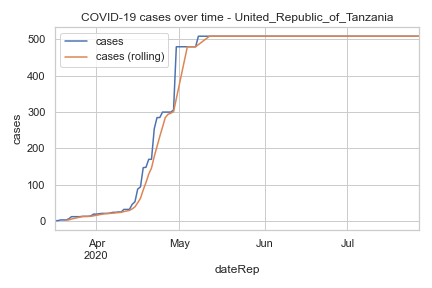 COVID-19 cases over time - United_Republic_of_Tanzania
cases
cases (rolling)
500
400
300
200
100
0
cases
Apr
2020
May
Jun
Jul
dateRep